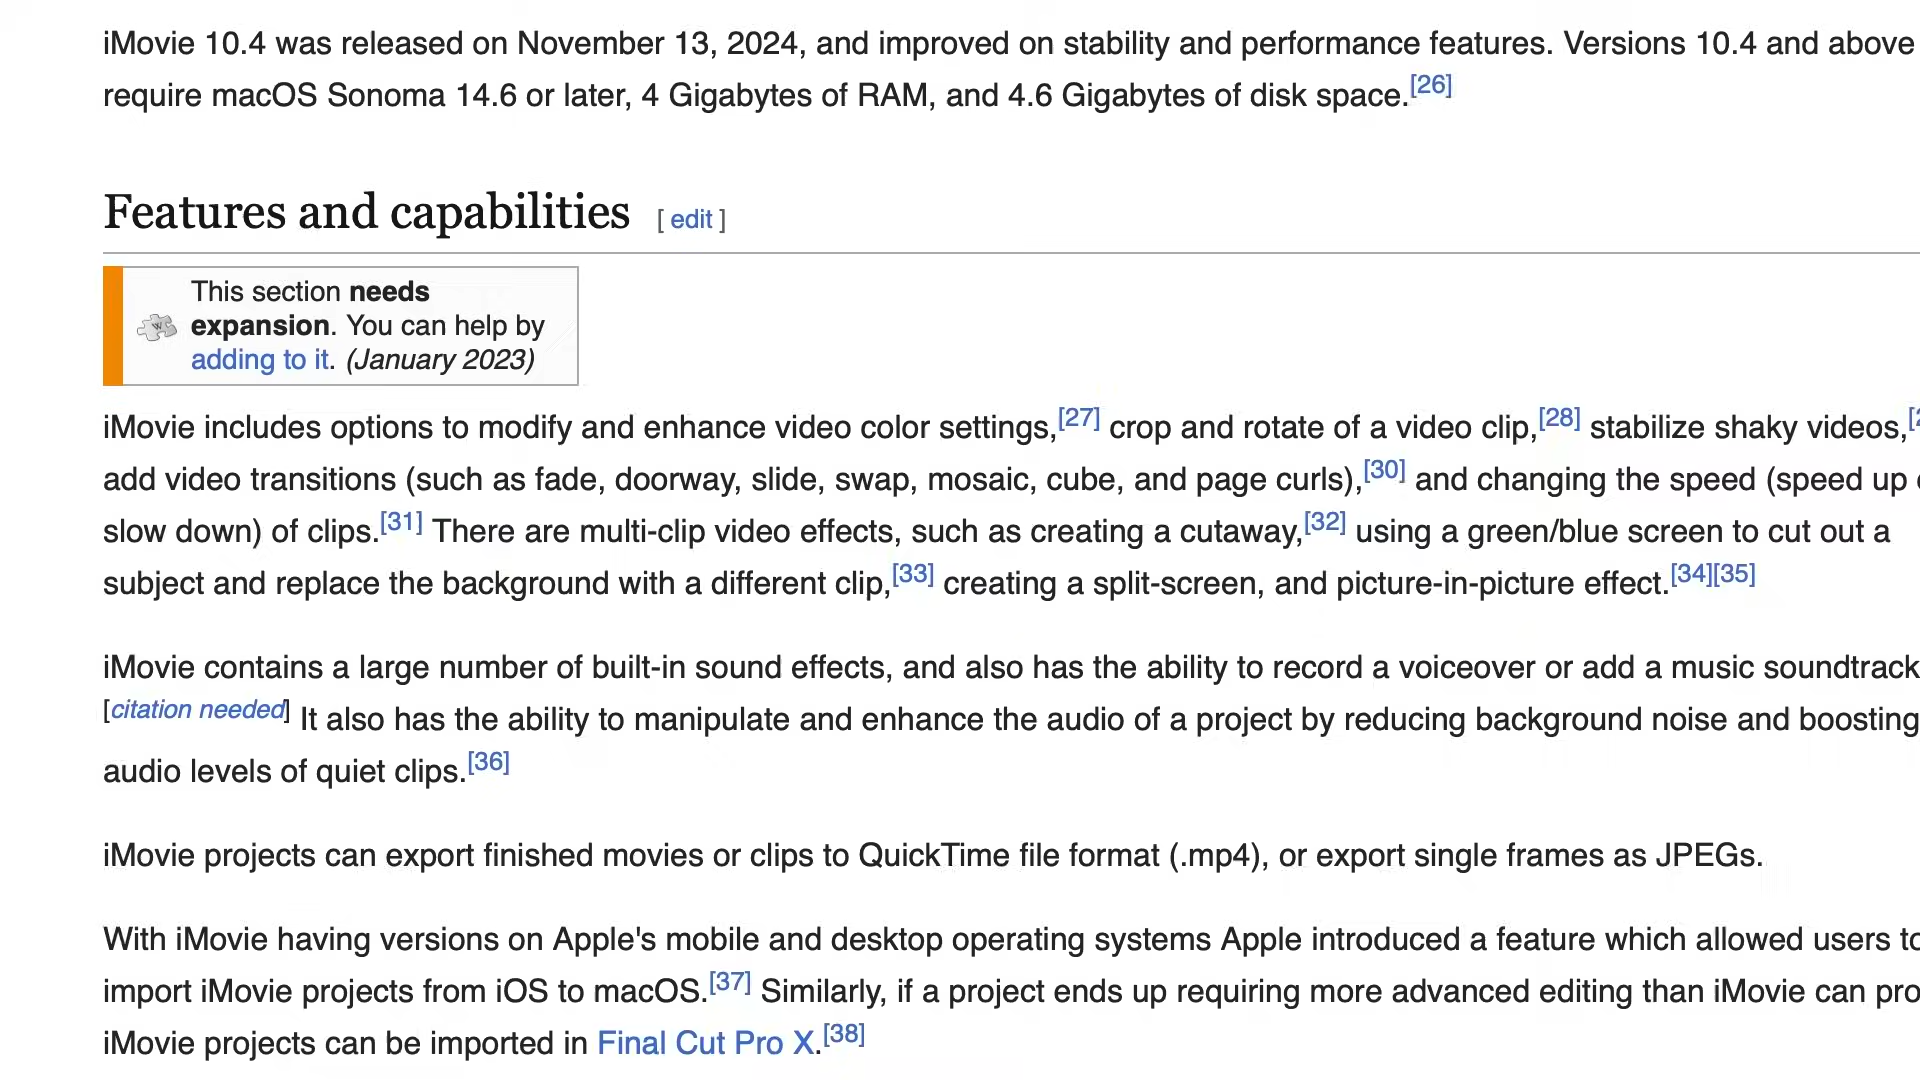 iMovie 10.4 was released on November 13, 2024, and improved on stability and performance features. Versions 10.4 and above
require macOS Sonoma 14.6 or later, 4 Gigabytes of RAM, and 4.6 Gigabytes of disk space.[26]
Features and capabilities [ edit ]
This section needs
expansion. You can help by
adding to it. (January 2023)
iMovie includes options to modify and enhance video color settings,[27] crop and rotate of a video clip,[28] stabilize shaky videos,
add video transitions (such as fade, doorway, slide, swap, mosaic, cube, and page curls),[30] and changing the speed (speed up
slow down) of clips.[31] There are multi-clip video effects, such as creating a cutaway,[32] using a green/blue screen to cut out a
subject and replace the background with a different clip,[33] creating a split-screen, and picture-in-picture effect.[34][35]
iMovie contains a large number of built-in sound effects, and also has the ability to record a voiceover or add a music soundtrack
[citation needed] It also has the ability to manipulate and enhance the audio of a project by reducing background noise and boosting
audio levels of quiet clips.[36]
iMovie projects can export finished movies or clips to QuickTime file format (.mp4), or export single frames as JPEGs.
With iMovie having versions on Apple's mobile and desktop operating systems Apple introduced a feature which allowed users to
import iMovie projects from iOS to macOS.[37] Similarly, if a project ends up requiring more advanced editing than iMovie can
iMovie projects can be imported in Final Cut Pro X.[38]